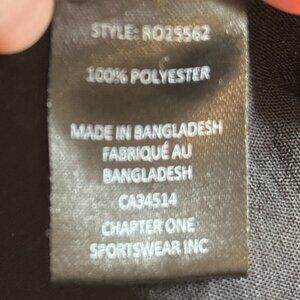 STYLE: RO25562
100% POLYESTER
MADE IN BANGLADESH
FABRIQUÉ AU
BANGLADESH
CA34514
CHAPTER ONE
SPORTSWEAR INC